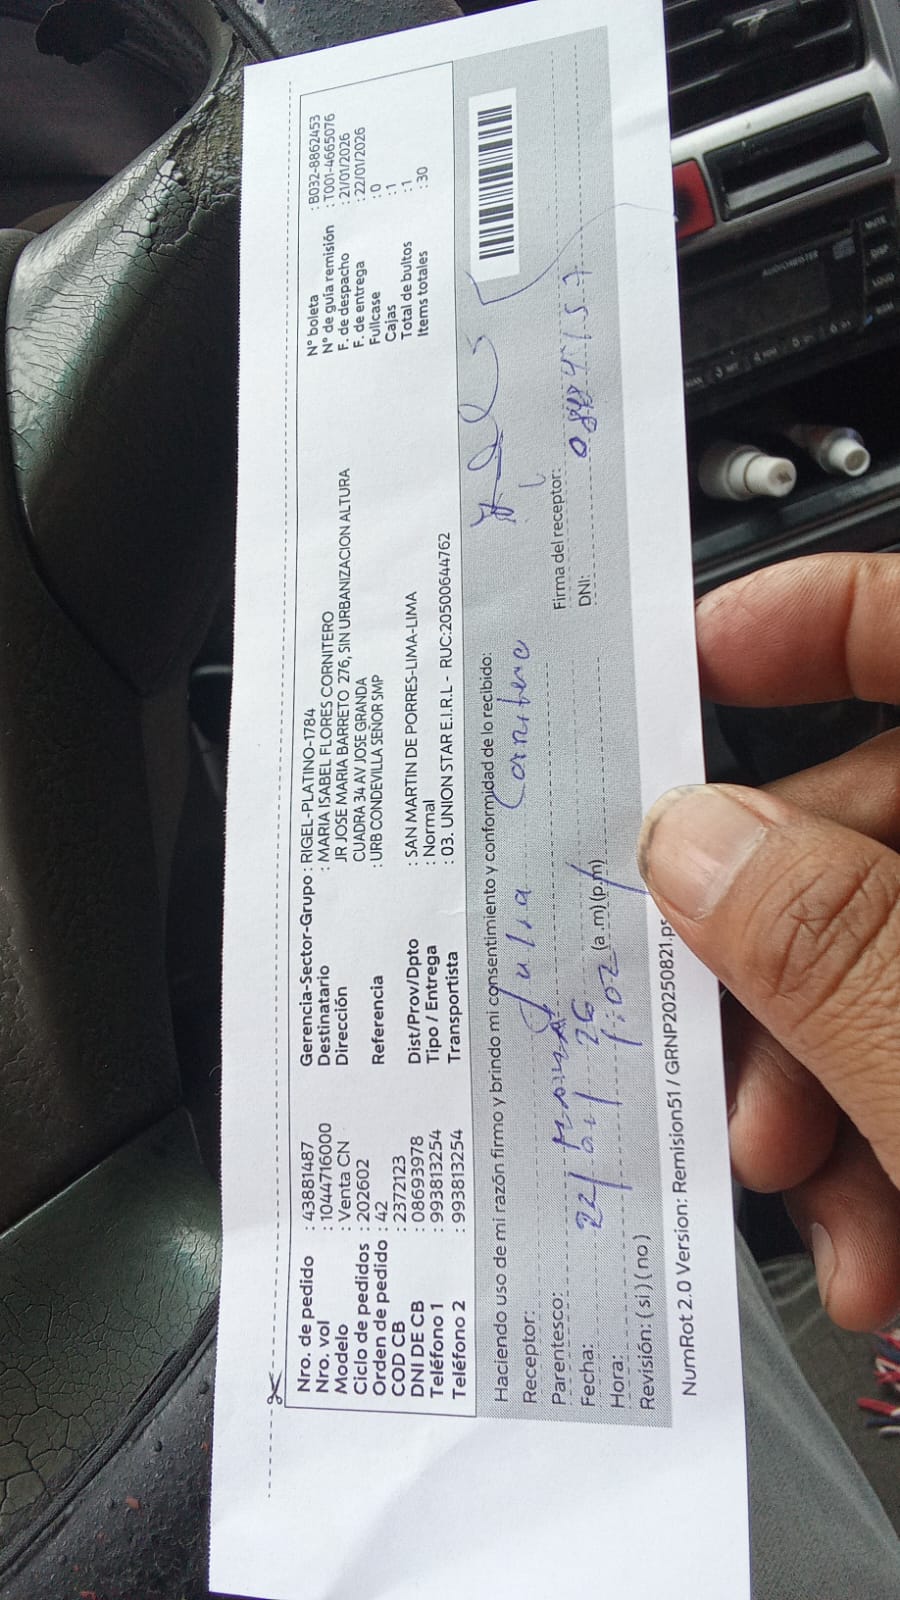 Nro. de pedido : 43881487
Nro. vol : 1044716000
Modelo : Venta CN
Ciclo de pedidos : 202602
Orden de pedido : 42
COD CB : 2372123
DNI DE CB : 08693978
Teléfono 1 : 993813254
Teléfono 2 : 993813254
Gerencia-Sector-Grupo : RIGEL-PLATINO-1784
Destinatario : MARIA ISABEL FLORES CORNITERO
Dirección JR JOSE MARIA BARRETO 276, SIN URBANIZACION ALTURA
CUADRA 34 AV JOSE GRANDA
Referencia : URB CONDEVILLA SEÑOR SMP
Dist/Prov/Dpto : SAN MARTIN DE PORRES-LIMA-LIMA
Tipo / Entrega : Normal
Transportista : 03. UNION STAR E.I.R.L - RUC:20500644762
N° boleta : B032-8862453
N° de guía remisión : T001-4665076
F. de despacho : 21/01/2026
F. de entrega : 22/01/2026
Fullcase : 0
Cajas : 1
Total de bultos : 1
Items totales : 30
Haciendo uso de mi razón firmo y brindo mi consentimiento y conformidad de lo recibido:
Receptor: Julia Cornitero
Parentesco: mamá
Fecha: 22/01/26
Hora: 1:02 (a.m) (p.m)
Revisión: ( si ) ( no )
Firma del receptor:
DNI:
NumRot 2.0 Version: Remision51 / GRNP20250821.ps
AUDIOMASTER
MUTE
DISP
LOUD